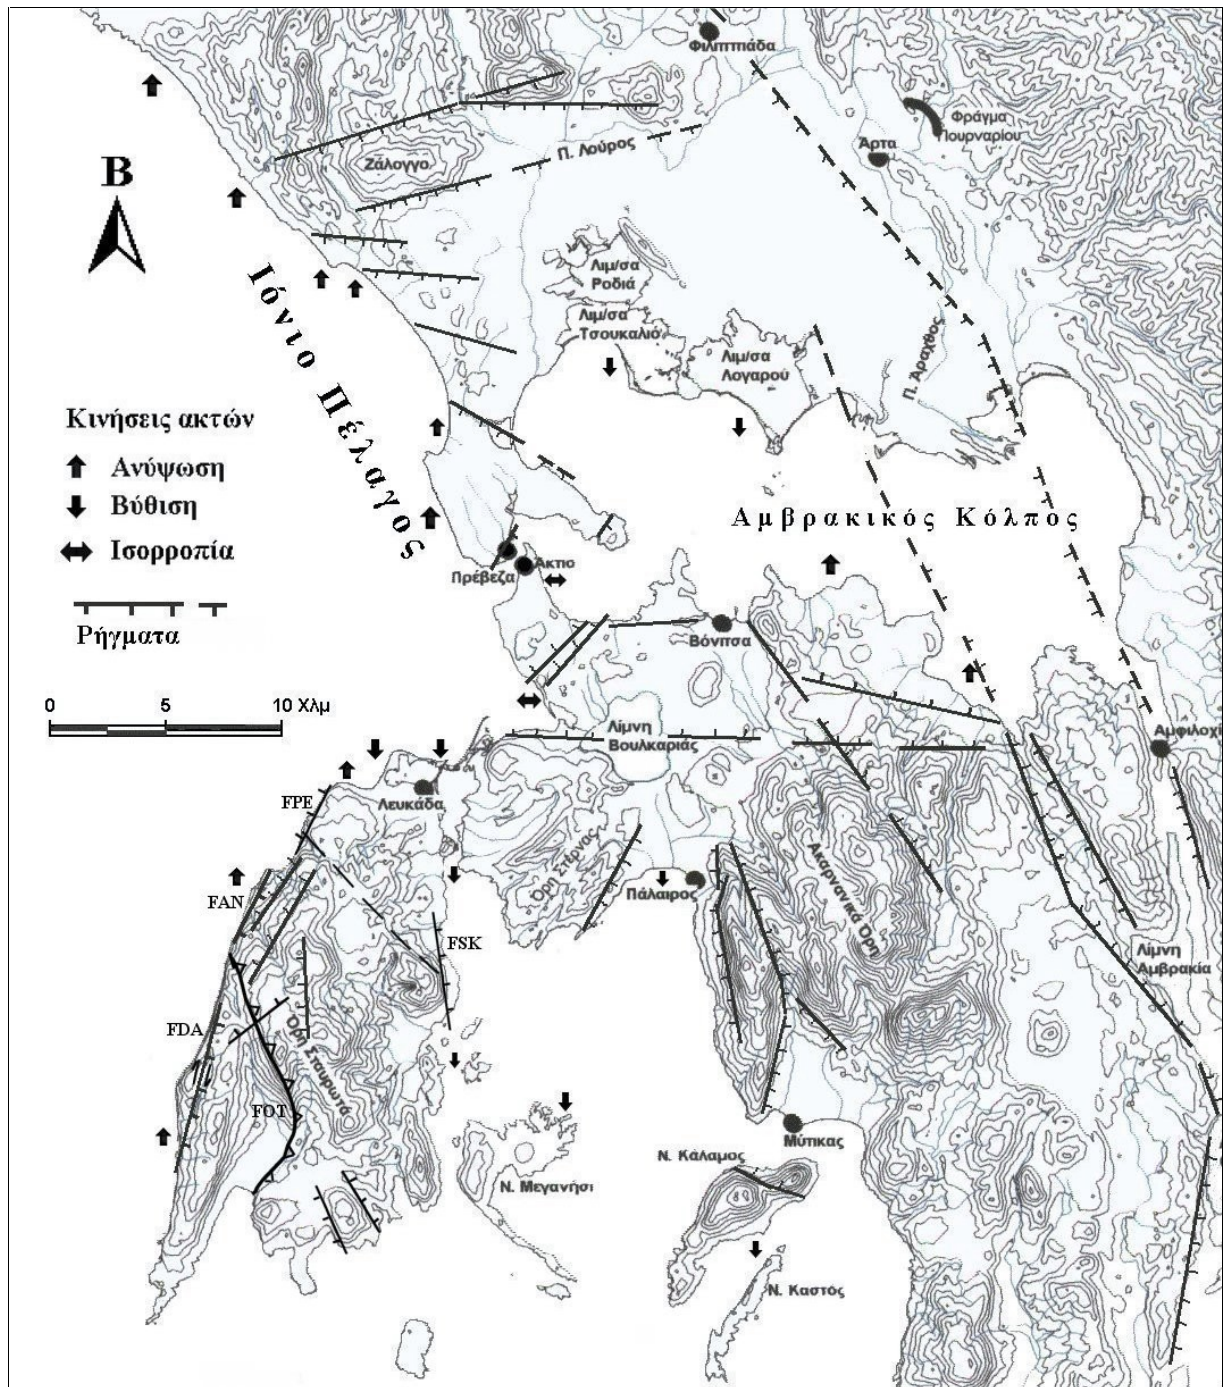 Φιλιππιάδα
Φράγμα
Πουρναρίου
Άρτα
Π. Λούρος
Ζάλογγο
Β
Ιόνιο Πέλαγος
Λιμ/σα
Ροδιά
Λιμ/σα
Τσουκαλιό
Λιμ/σα
Λογαρού
Π. Άραχθος
Κινήσεις ακτών
Ανύψωση
Βύθιση
Ισορροπία
Ρήγματα
Αμβρακικός Κόλπος
Πρέβεζα
Άκτιο
Βόνιτσα
0 5 10 Χλμ
Λίμνη
Βουλκαριάς
Αμφιλοχί
Λευκάδα
FPE
Όρη Στέρνας
Πάλαιρος
Ακαρνανικά Όρη
FAN
FSK
Λίμνη
Αμβρακία
FDA
Όρη Σταυρωτά
FOT
Μύτικας
Ν. Κάλαμος
Ν. Μεγανήσι
Ν. Καστός